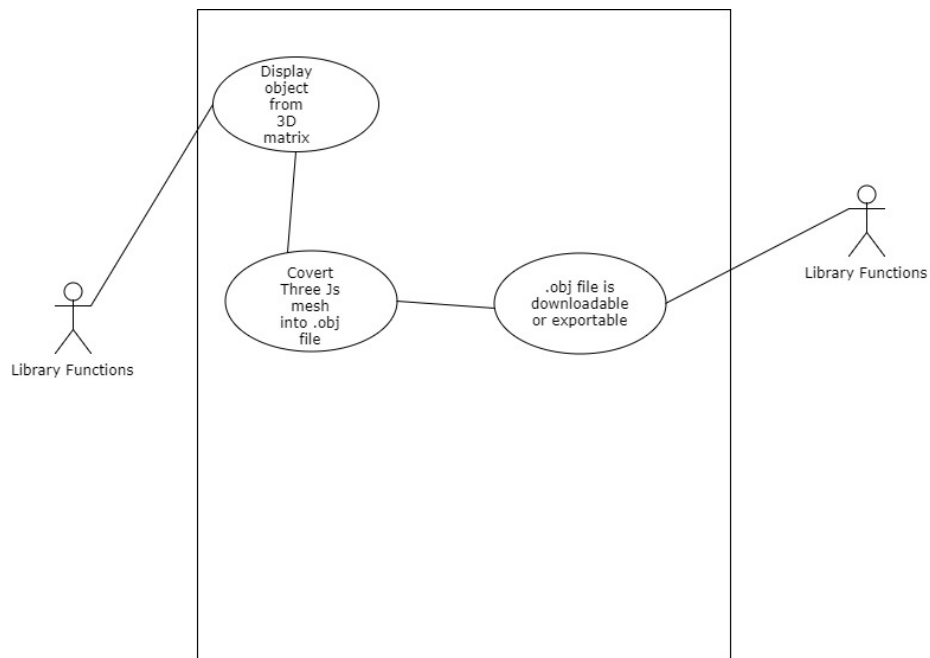 Display
object
from
3D
matrix
Covert
Three Js
mesh
into .obj
file
.obj file is
downloadable
or exportable
Library Functions
Library Functions